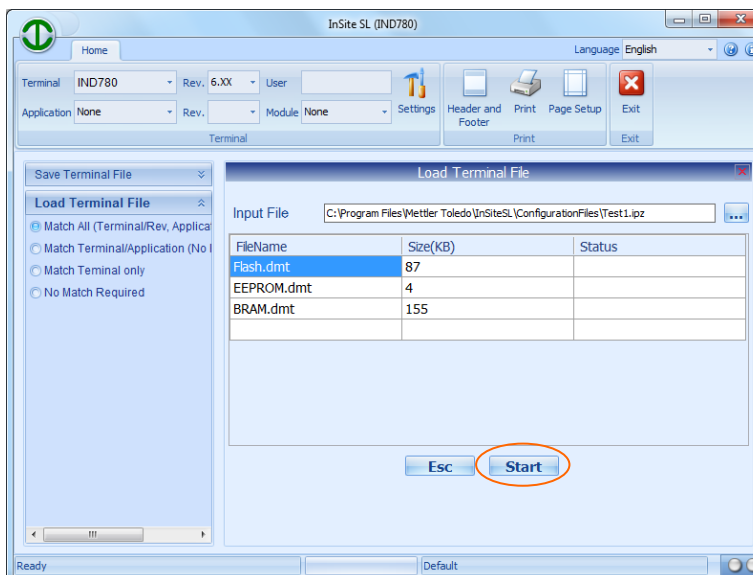 InSite SL (IND780)
Home
Language English
Terminal IND780 Rev. 6.XX User
Application None Rev. Module None
Settings
Header and Footer
Print
Page Setup
Exit
Terminal
Print
Exit
Save Terminal File
Load Terminal File
Match All (Terminal/Rev, Applica
Match Terminal/Application (No
Match Teminal only
No Match Required
Load Terminal File
Input File C:\Program Files\Mettler Toledo\InSiteSL\ConfigurationFiles\Test1.ipz ...
FileName Size(KB) Status
Flash.dmt 87
EEPROM.dmt 4
BRAM.dmt 155
Esc Start
Ready Default